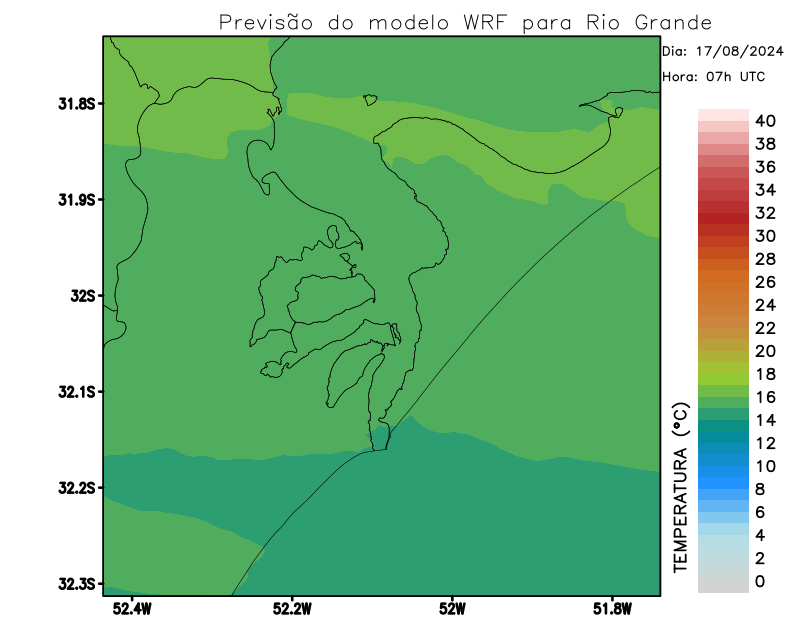 Previsão do modelo WRF para Rio Grande
Dia: 17/08/2024
Hora: 07h UTC
31.8S
31.9S
32S
32.1S
32.2S
32.3S
52.4W
52.2W
52W
51.8W
TEMPERATURA (°C)
40
38
36
34
32
30
28
26
24
22
20
18
16
14
12
10
8
6
4
2
0